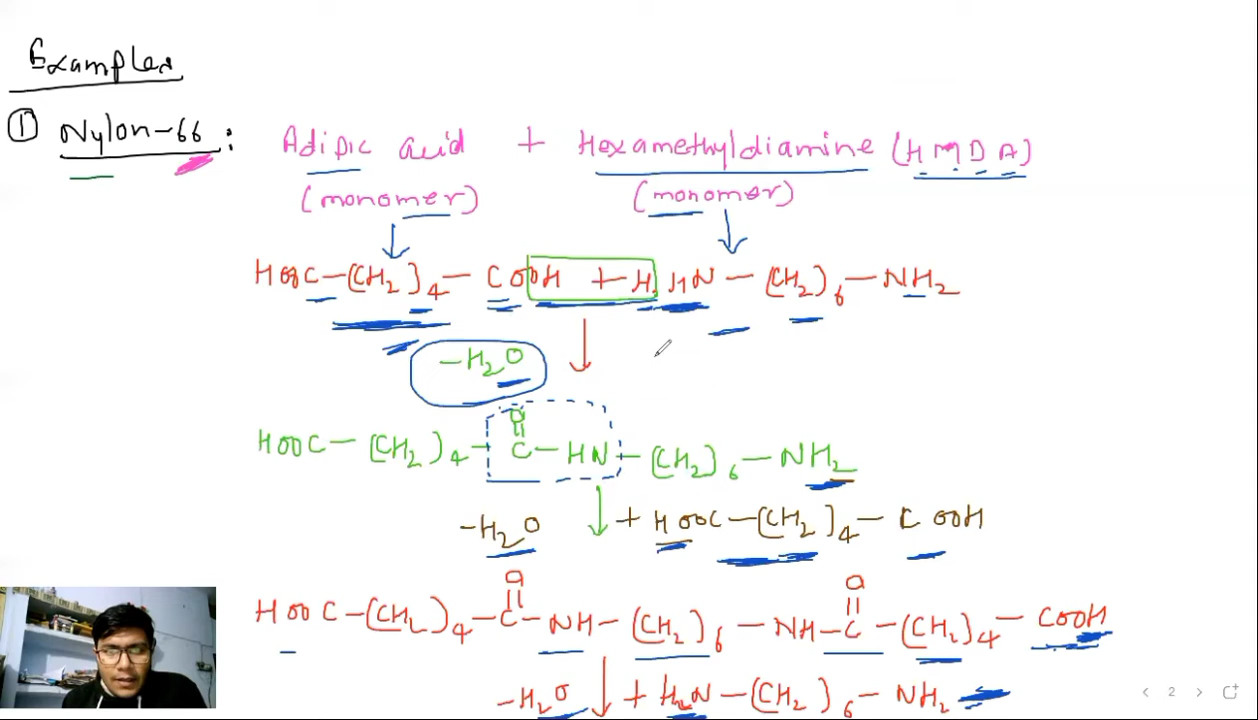 Examples
① Nylon-66 : Adipic acid + Hexamethyldiamine (HMDA)
(monomer) (monomer)
HOOC-(CH2)4-COOH + H HN-(CH2)6-NH2
-H2O
O
HOOC-(CH2)4-C-HN-(CH2)6-NH2
-H2O + HOOC-(CH2)4-COOH
O O
HOOC-(CH2)4-C-NH-(CH2)6-NH-C-(CH2)4-COOH
-H2O + H2N-(CH2)6-NH2
< 2 >